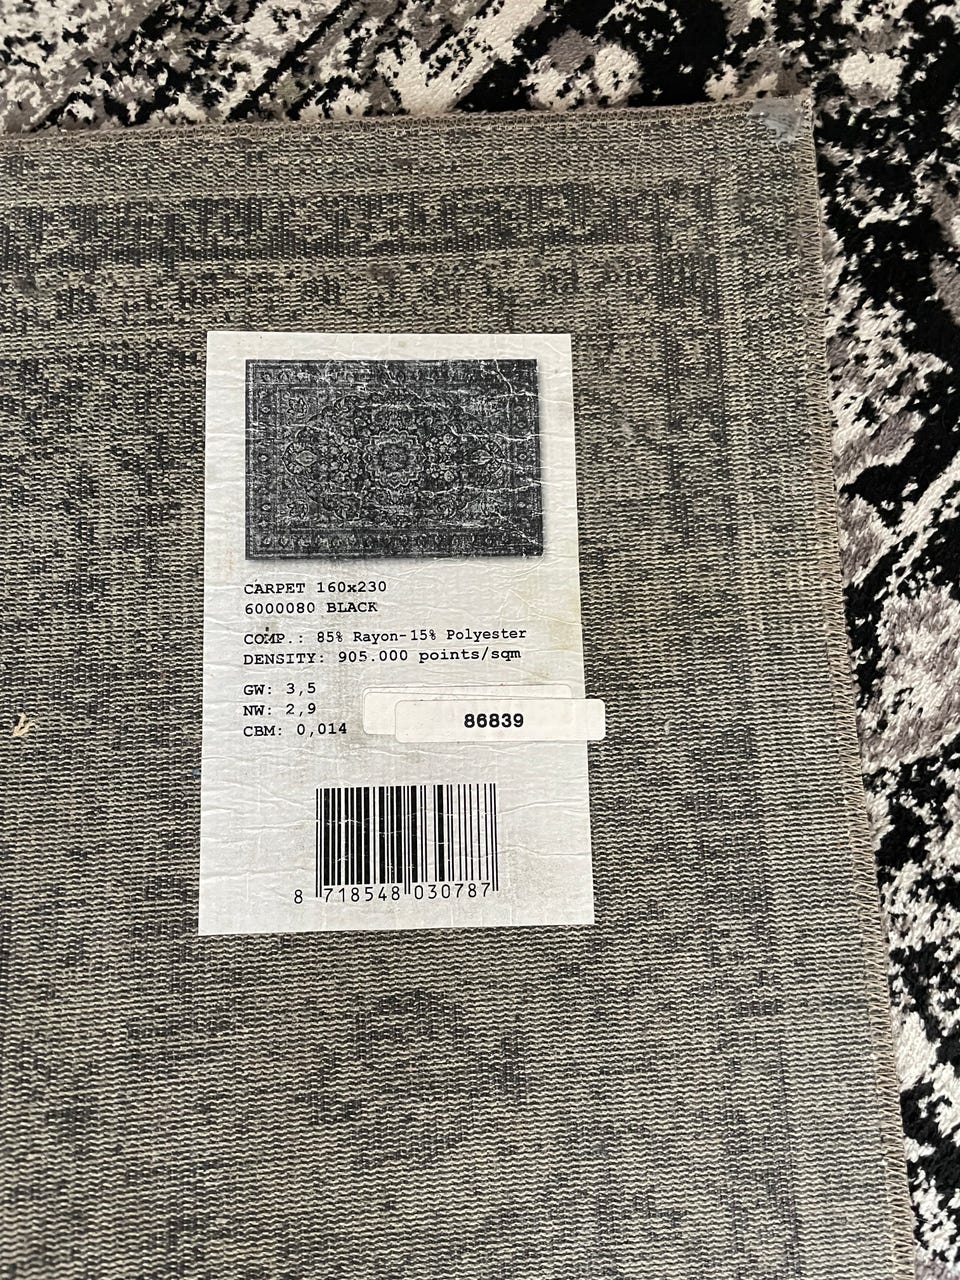 CARPET 160x230
6000080 BLACK
COMP.: 85% Rayon-15% Polyester
DENSITY: 905.000 points/sqm
GW: 3,5
NW: 2,9
CBM: 0,014
86839
8 718548 030787